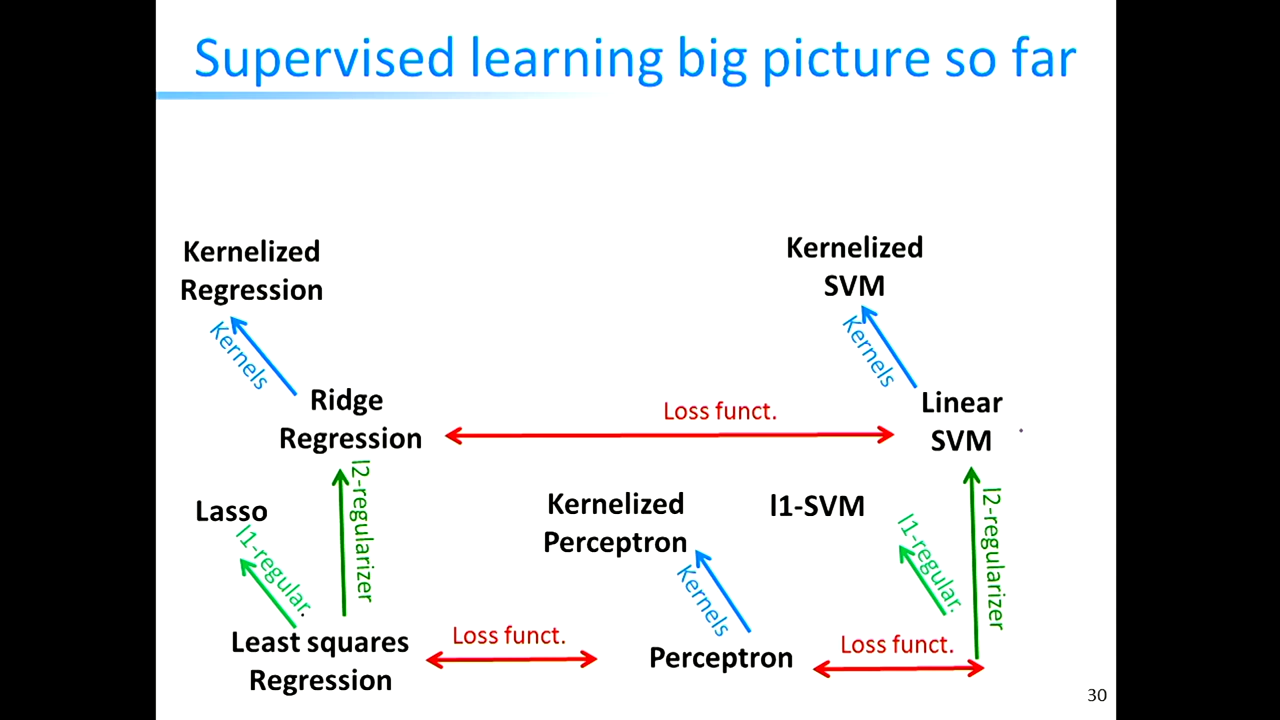 Supervised learning big picture so far
Kernelized
Regression
Kernelized
SVM
Kernels
Kernels
Ridge
Regression
Loss funct.
Linear
SVM
Lasso
l1-regular.
l2-regularizer
Kernelized
Perceptron
Kernels
l1-SVM
l1-regular.
l2-regularizer
Least squares
Regression
Loss funct.
Perceptron
Loss funct.
30